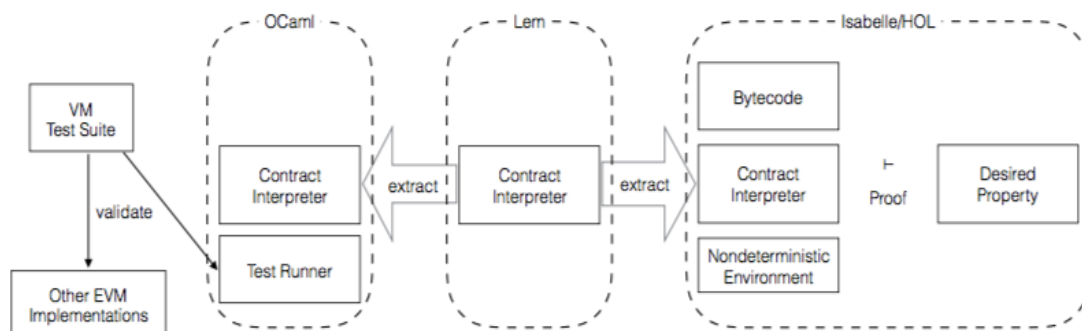 OCaml
Lem
Isabelle/HOL
VM
Test Suite
validate
Other EVM
Implementations
Contract
Interpreter
Test Runner
extract
Contract
Interpreter
extract
Bytecode
Contract
Interpreter
Nondeterministic
Environment
⊢
Proof
Desired
Property